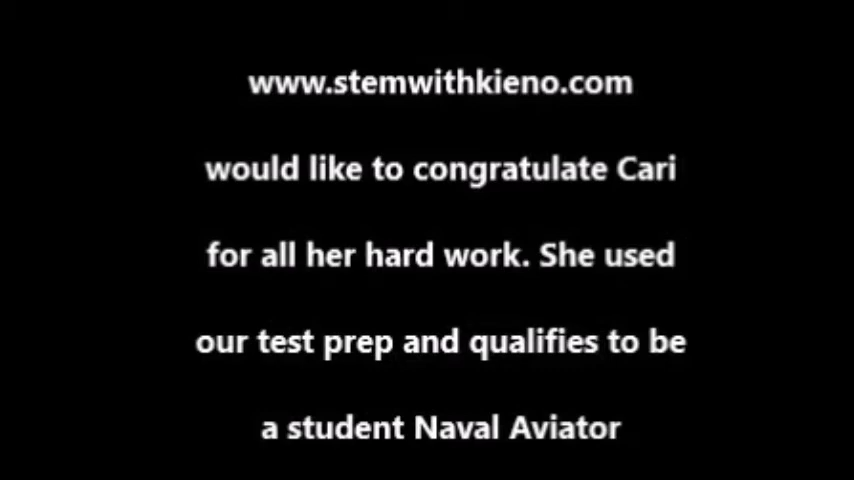 www.stemwithkieno.com
would like to congratulate Cari
for all her hard work. She used
our test prep and qualifies to be
a student Naval Aviator